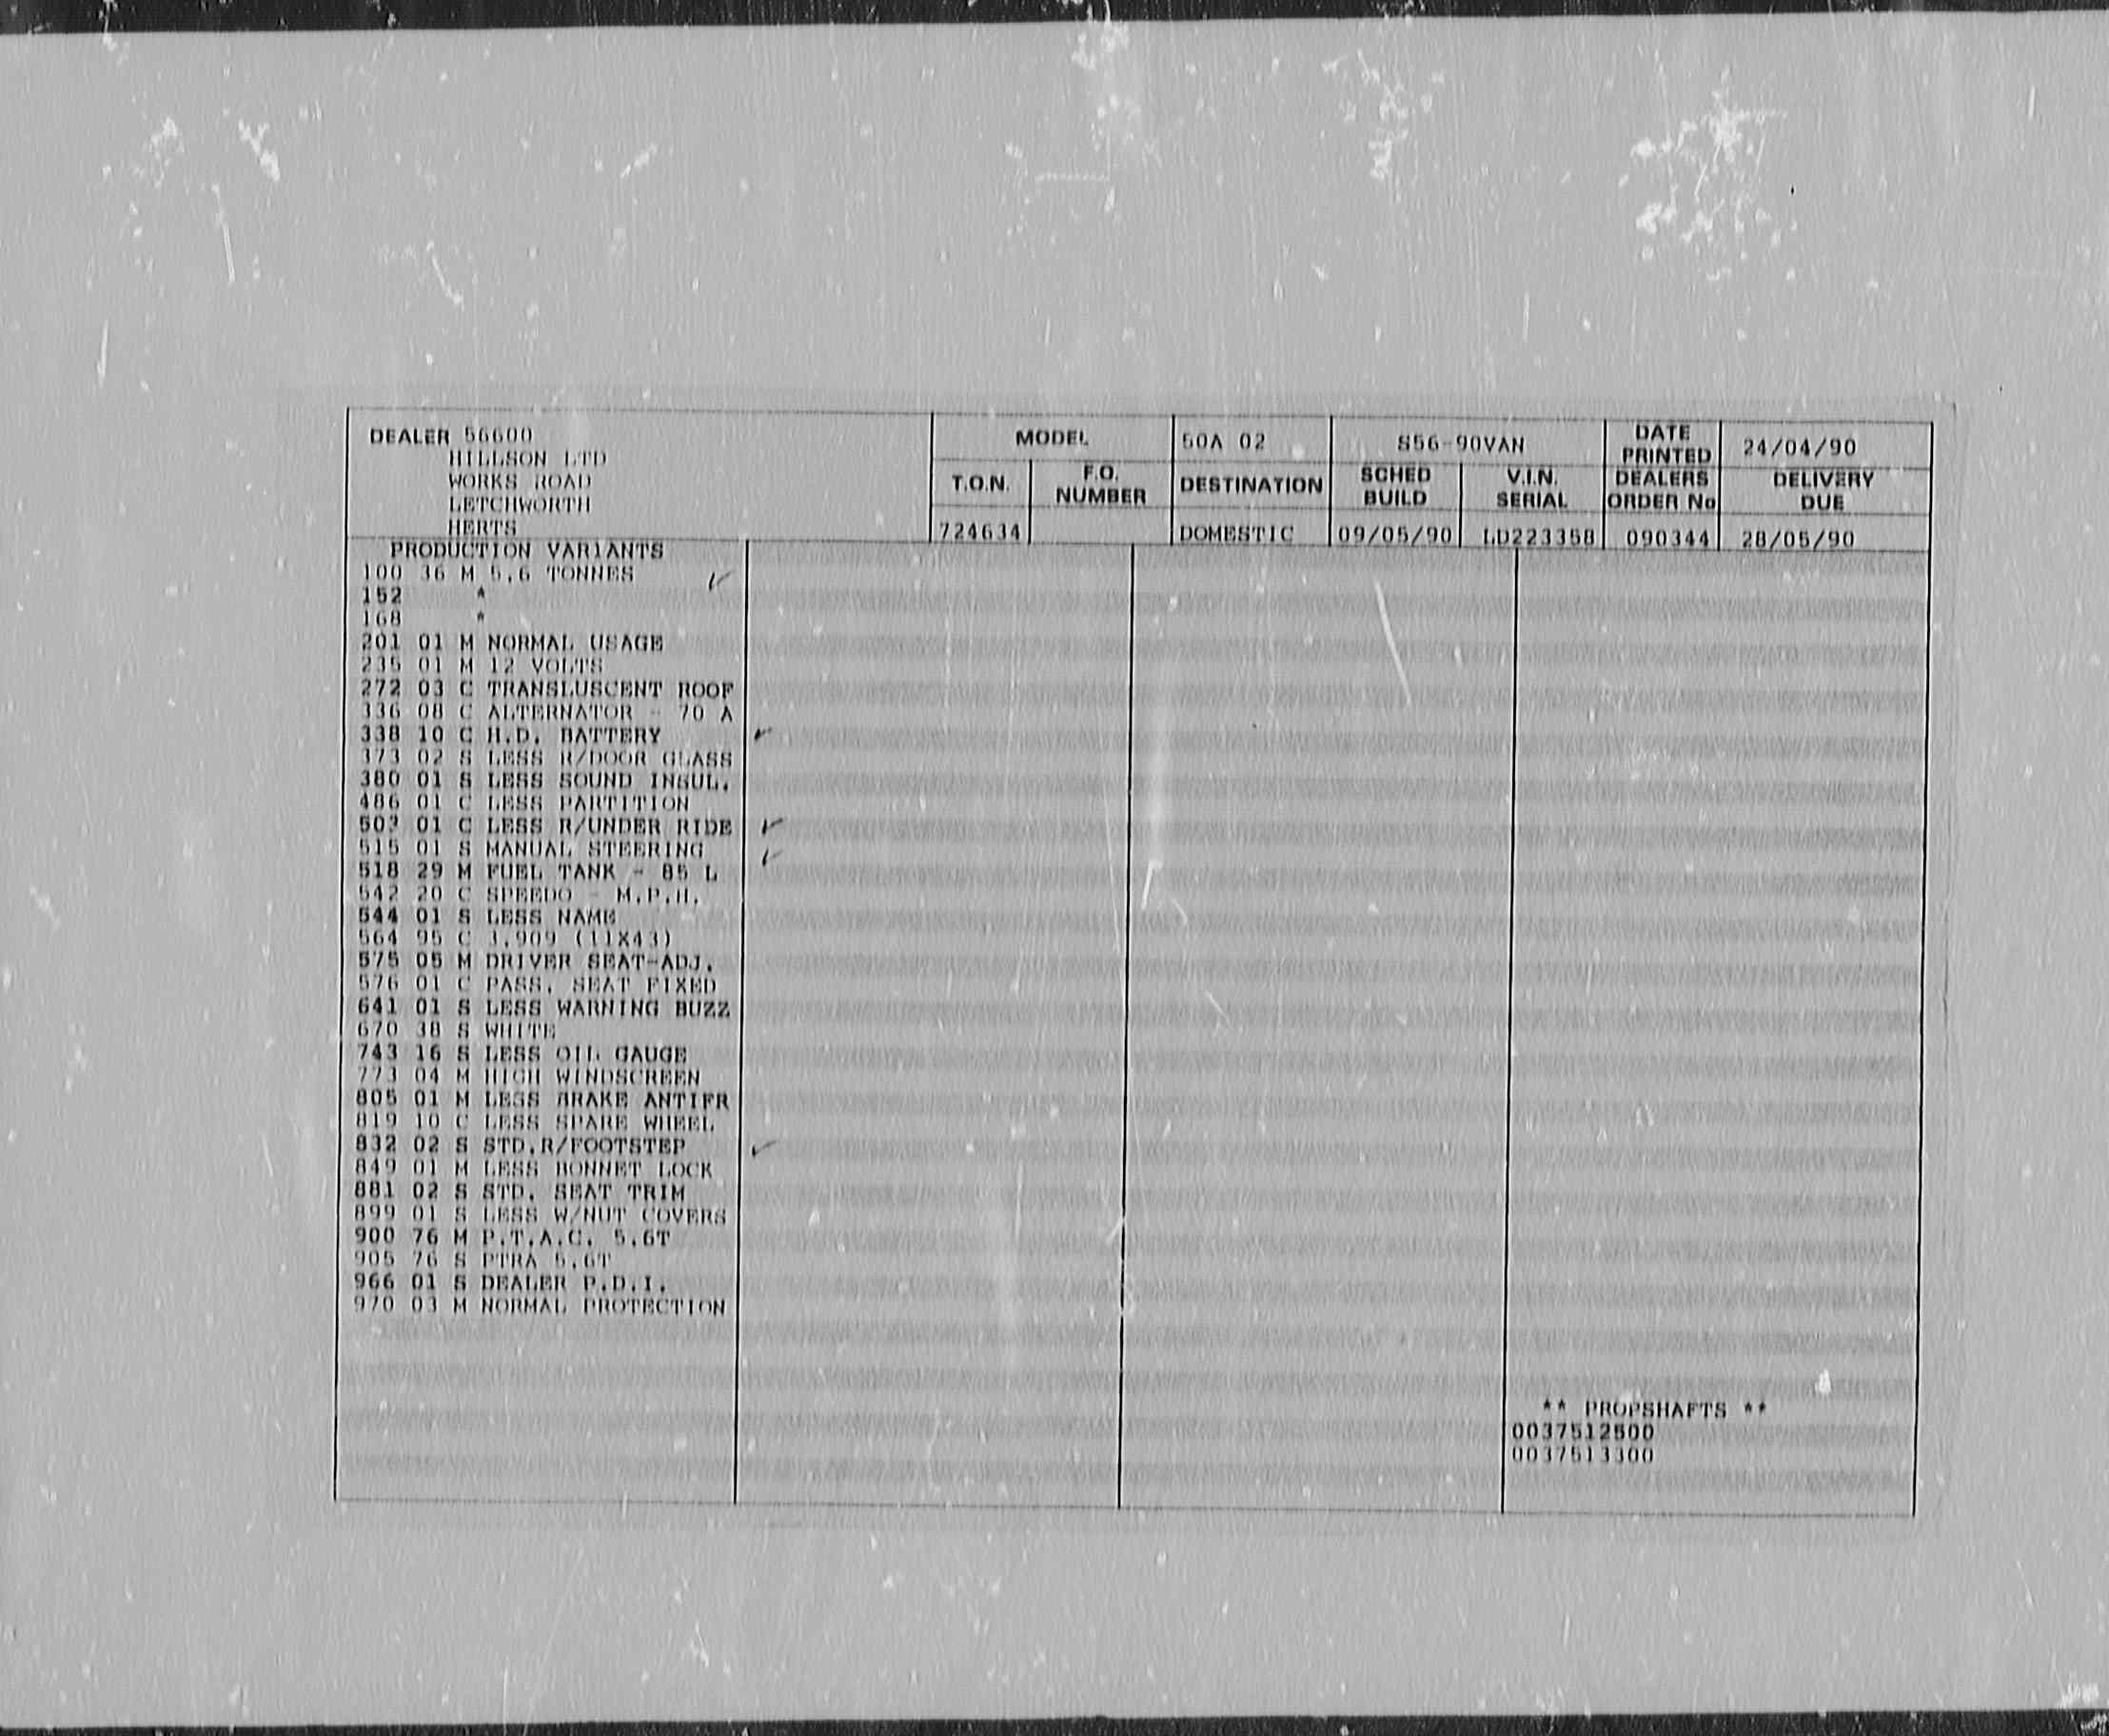 DEALER 56600
HILLSON LTD
WORKS ROAD
LETCHWORTH
HERTS
MODEL 50A 02 S56-90VAN DATE PRINTED 24/04/90
T.O.N. F.O. NUMBER DESTINATION SCHED BUILD V.I.N. SERIAL DEALERS ORDER No DELIVERY DUE
724634 DOMESTIC 09/05/90 LD223358 090344 28/05/90
PRODUCTION VARIANTS
100 36 M 5.6 TONNES ✓
152 *
168 *
201 01 M NORMAL USAGE
235 01 M 12 VOLTS
272 03 C TRANSLUSCENT ROOF
336 08 C ALTERNATOR - 70 A
338 10 C H.D. BATTERY ✓
373 02 S LESS R/DOOR GLASS
380 01 S LESS SOUND INSUL.
486 01 C LESS PARTITION
503 01 C LESS R/UNDER RIDE ✓
515 01 S MANUAL STEERING ✓
518 29 M FUEL TANK - 85 L
542 20 C SPEEDO - M.P.H.
544 01 S LESS NAME
564 95 C 3.909 (11X43)
575 05 M DRIVER SEAT-ADJ.
576 01 C PASS. SEAT FIXED
641 01 S LESS WARNING BUZZ
670 38 S WHITE
743 16 S LESS OIL GAUGE
773 04 M HIGH WINDSCREEN
805 01 M LESS BRAKE ANTIFR
819 10 C LESS SPARE WHEEL
832 02 S STD.R/FOOTSTEP ✓
849 01 M LESS BONNET LOCK
881 02 S STD. SEAT TRIM
899 01 S LESS W/NUT COVERS
900 76 M P.T.A.C. 5.6T
905 76 S PTRA 5.6T
966 01 S DEALER P.D.I.
970 03 M NORMAL PROTECTION
** PROPSHAFTS **
0037512500
0037513300